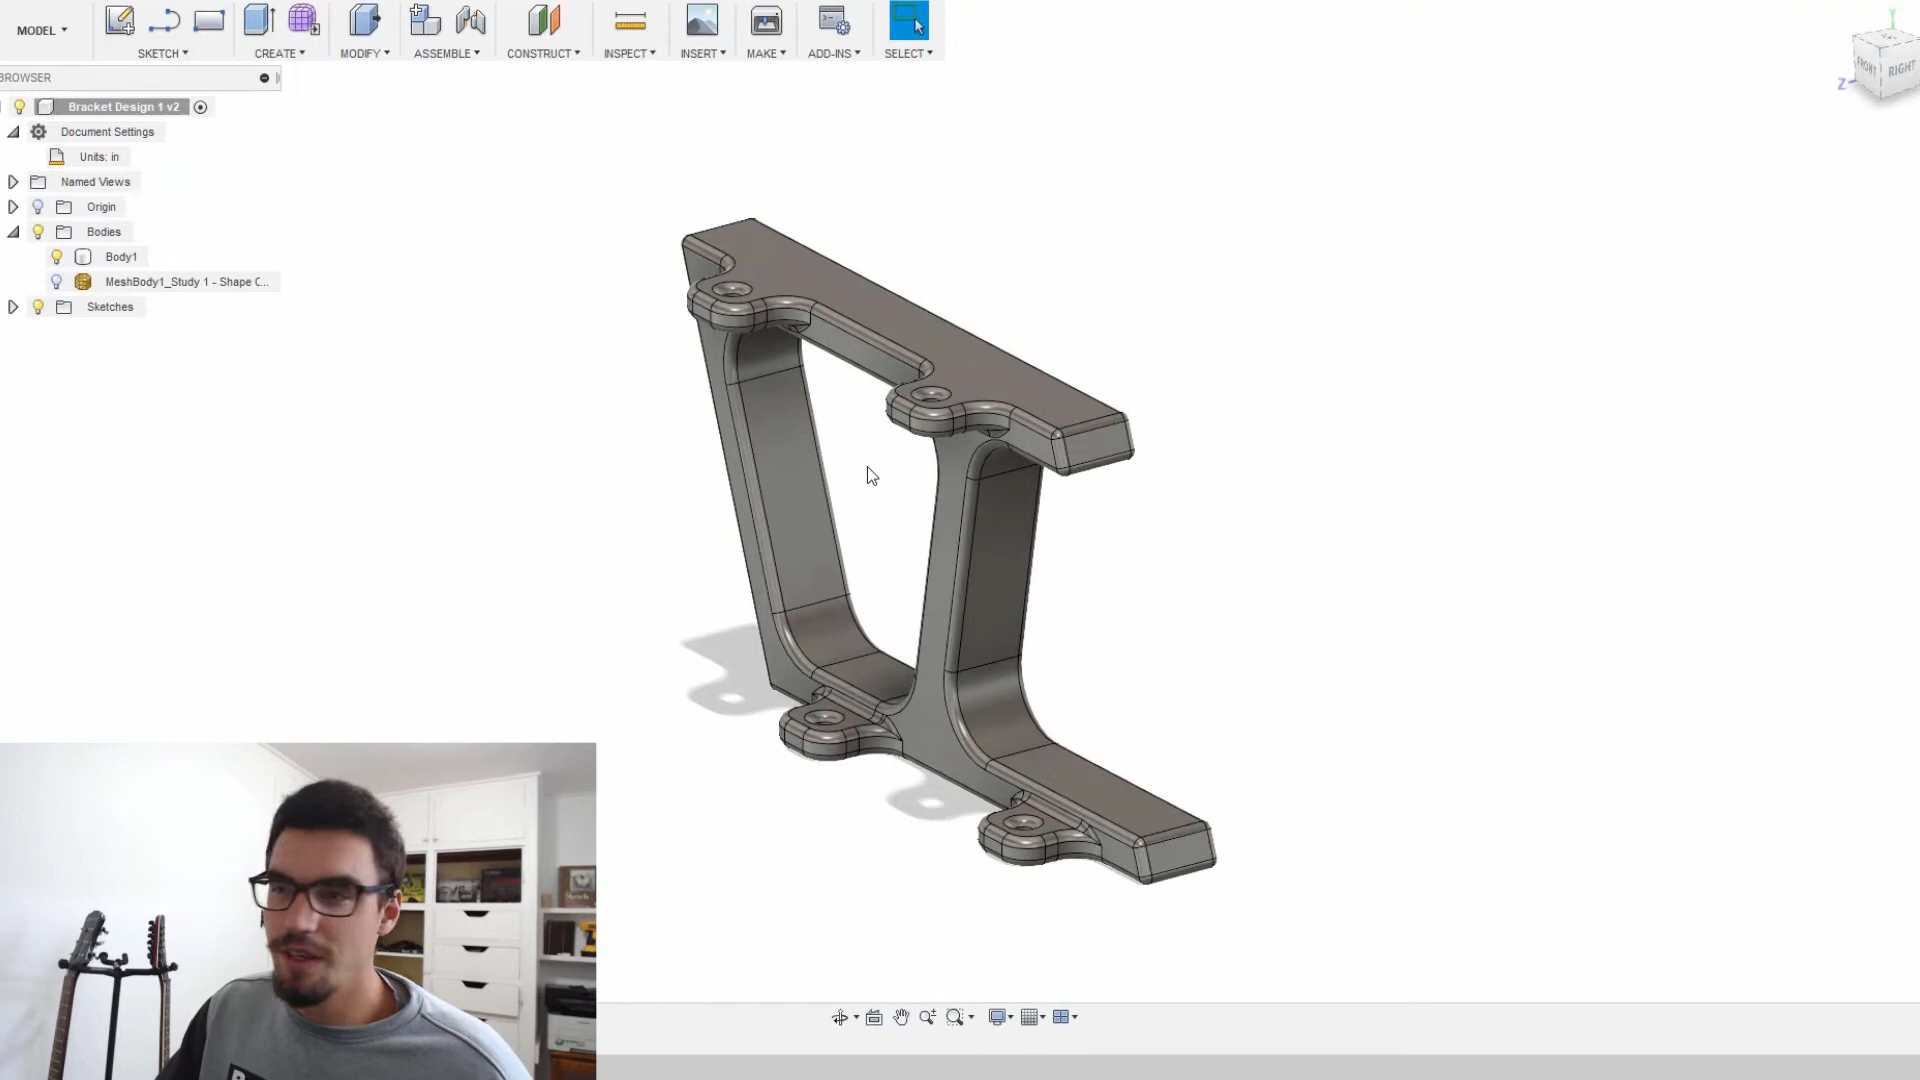 MODEL
SKETCH
CREATE
MODIFY
ASSEMBLE
CONSTRUCT
INSPECT
INSERT
MAKE
ADD-INS
SELECT
BROWSER
Bracket Design 1 v2
Document Settings
Units: in
Named Views
Origin
Bodies
Body1
MeshBody1_Study 1 - Shape C...
Sketches
Y
Z
FRONT
RIGHT